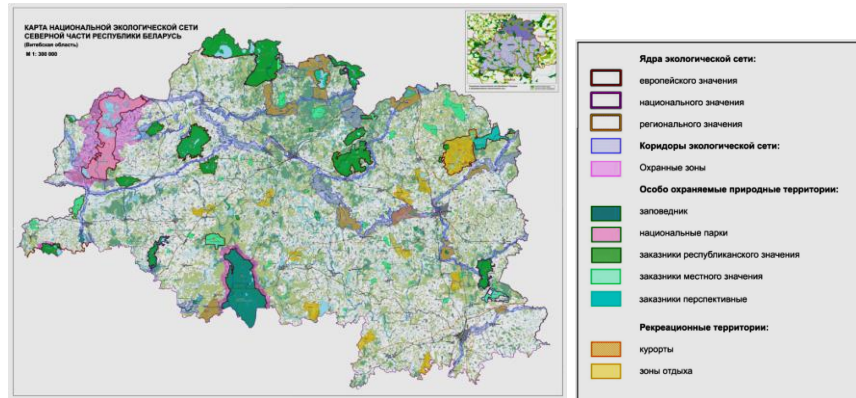 КАРТА НАЦИОНАЛЬНОЙ ЭКОЛОГИЧЕСКОЙ СЕТИ
СЕВЕРНОЙ ЧАСТИ РЕСПУБЛИКИ БЕЛАРУСЬ
(Витебская область)
М 1: 300 000
Ядра экологической сети:
европейского значения
национального значения
регионального значения
Коридоры экологической сети:
Охранные зоны
Особо охраняемые природные территории:
заповедник
национальные парки
заказники республиканского значения
заказники местного значения
заказники перспективные
Рекреационные территории:
курорты
зоны отдыха